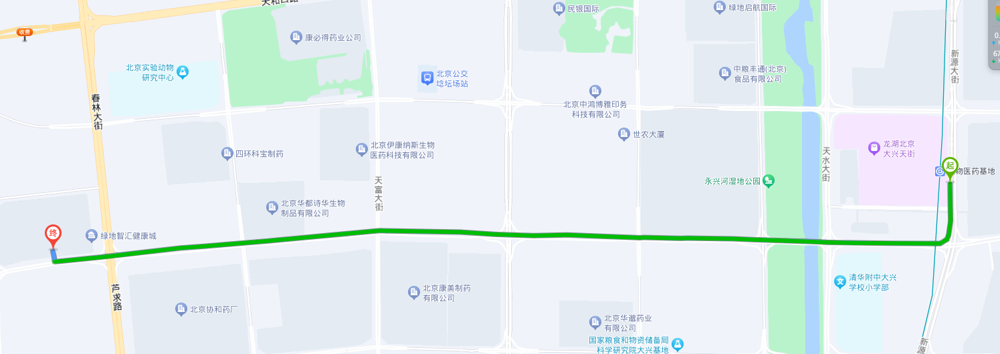 天和四路
民银国际
绿地启航国际
收费
康必得药业公司
北京实验动物
研究中心
北京公交
埝坛场站
中粮丰通(北京)
食品有限公司
新源大街
春林大街
北京中鸿博雅印务
科技有限公司
世农大厦
四环科宝制药
北京伊康纳斯生物
医药科技有限公司
龙湖北京
大兴天街
天水大街
起
物医药基地
永兴河湿地公园
天富大街
北京华都诗华生物
制品有限公司
终
绿地智汇健康城
芦求路
北京协和药厂
北京康美制药
有限公司
清华附中大兴
学校小学部
文
北京华邈药业
有限公司
国家粮食和物资储备局
科学研究院大兴基地
新源
0.
67